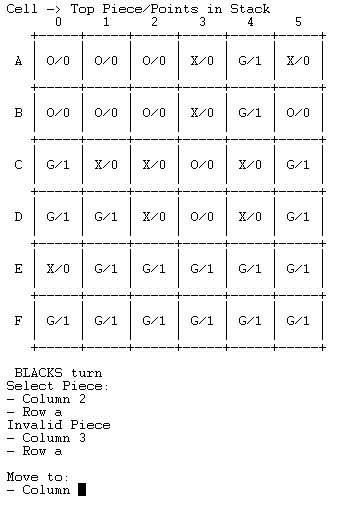 Cell -> Top Piece/Points in Stack
0 1 2 3 4 5
A O/0 O/0 O/0 X/0 G/1 X/0
B O/0 O/0 O/0 X/0 G/1 O/0
C G/1 X/0 X/0 O/0 X/0 G/1
D G/1 G/1 X/0 O/0 X/0 G/1
E X/0 G/1 G/1 G/1 G/1 G/1
F G/1 G/1 G/1 G/1 G/1 G/1
BLACKS turn
Select Piece:
- Column 2
- Row a
Invalid Piece
- Column 3
- Row a
Move to:
- Column